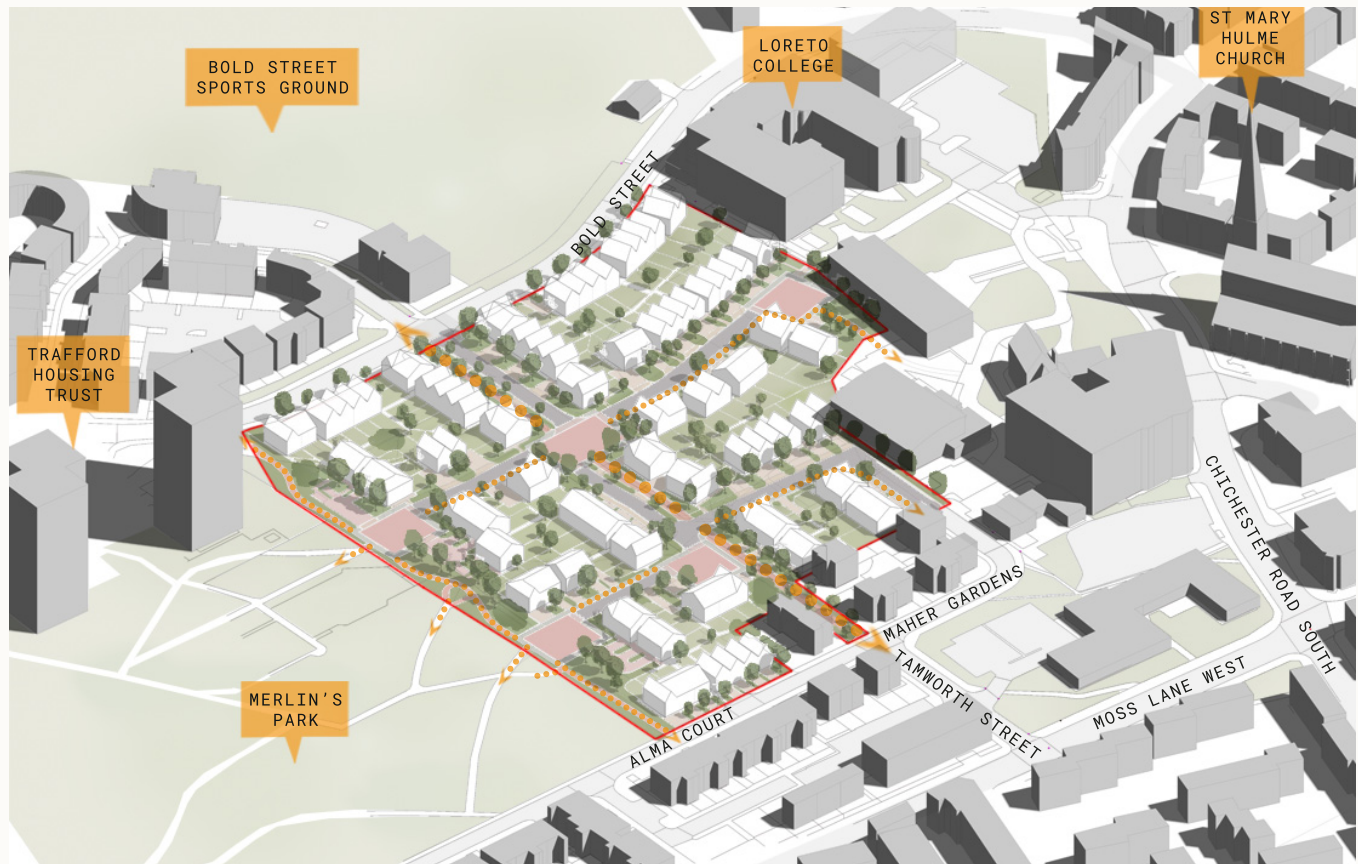 BOLD STREET
SPORTS GROUND
LORETO
COLLEGE
ST MARY
HULME
CHURCH
BOLD STREET
TRAFFORD
HOUSING
TRUST
CHICHESTER ROAD SOUTH
MAHER GARDENS
TAMWORTH STREET
MOSS LANE WEST
MERLIN'S
PARK
ALMA COURT